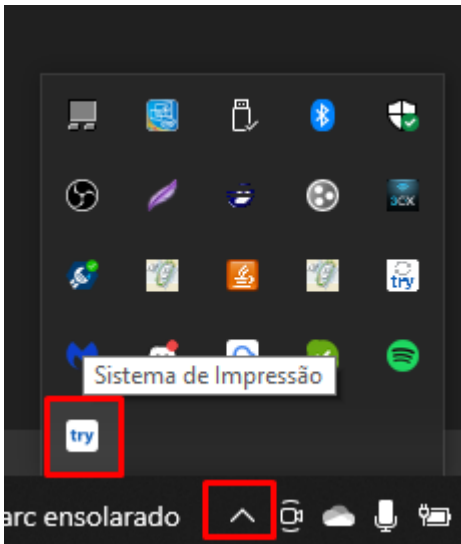 3CX
try
Sistema de Impressão
try
arc ensolarado